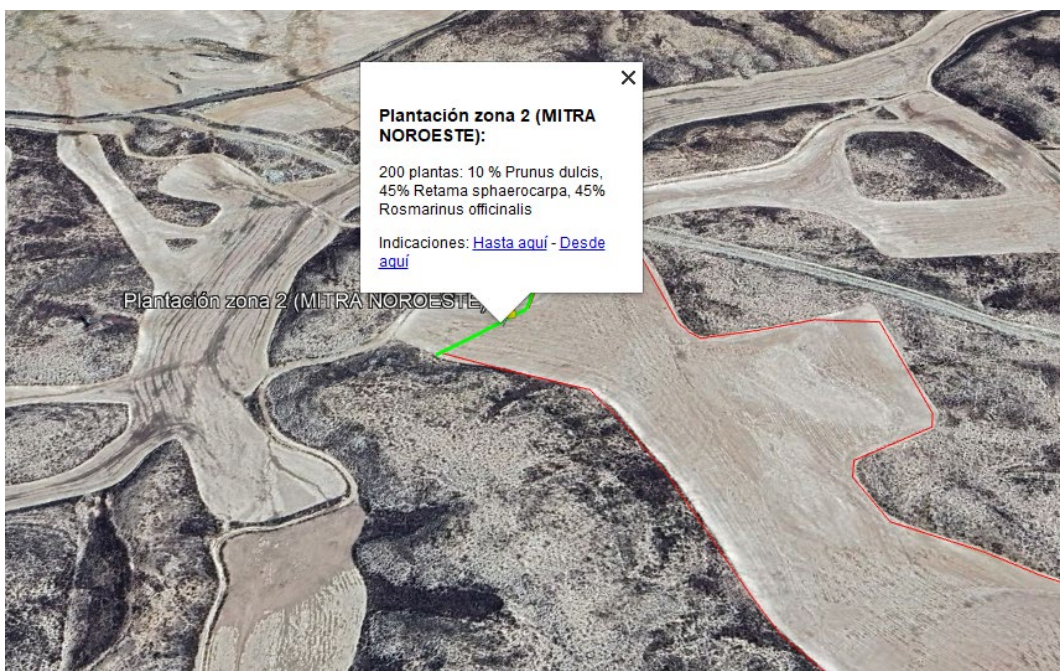 Plantación zona 2 (MITRA
NOROESTE):
200 plantas: 10 % Prunus dulcis,
45% Retama sphaerocarpa, 45%
Rosmarinus officinalis
Indicaciones: Hasta aquí - Desde
aquí
Plantación zona 2 (MITRA NOROESTE)